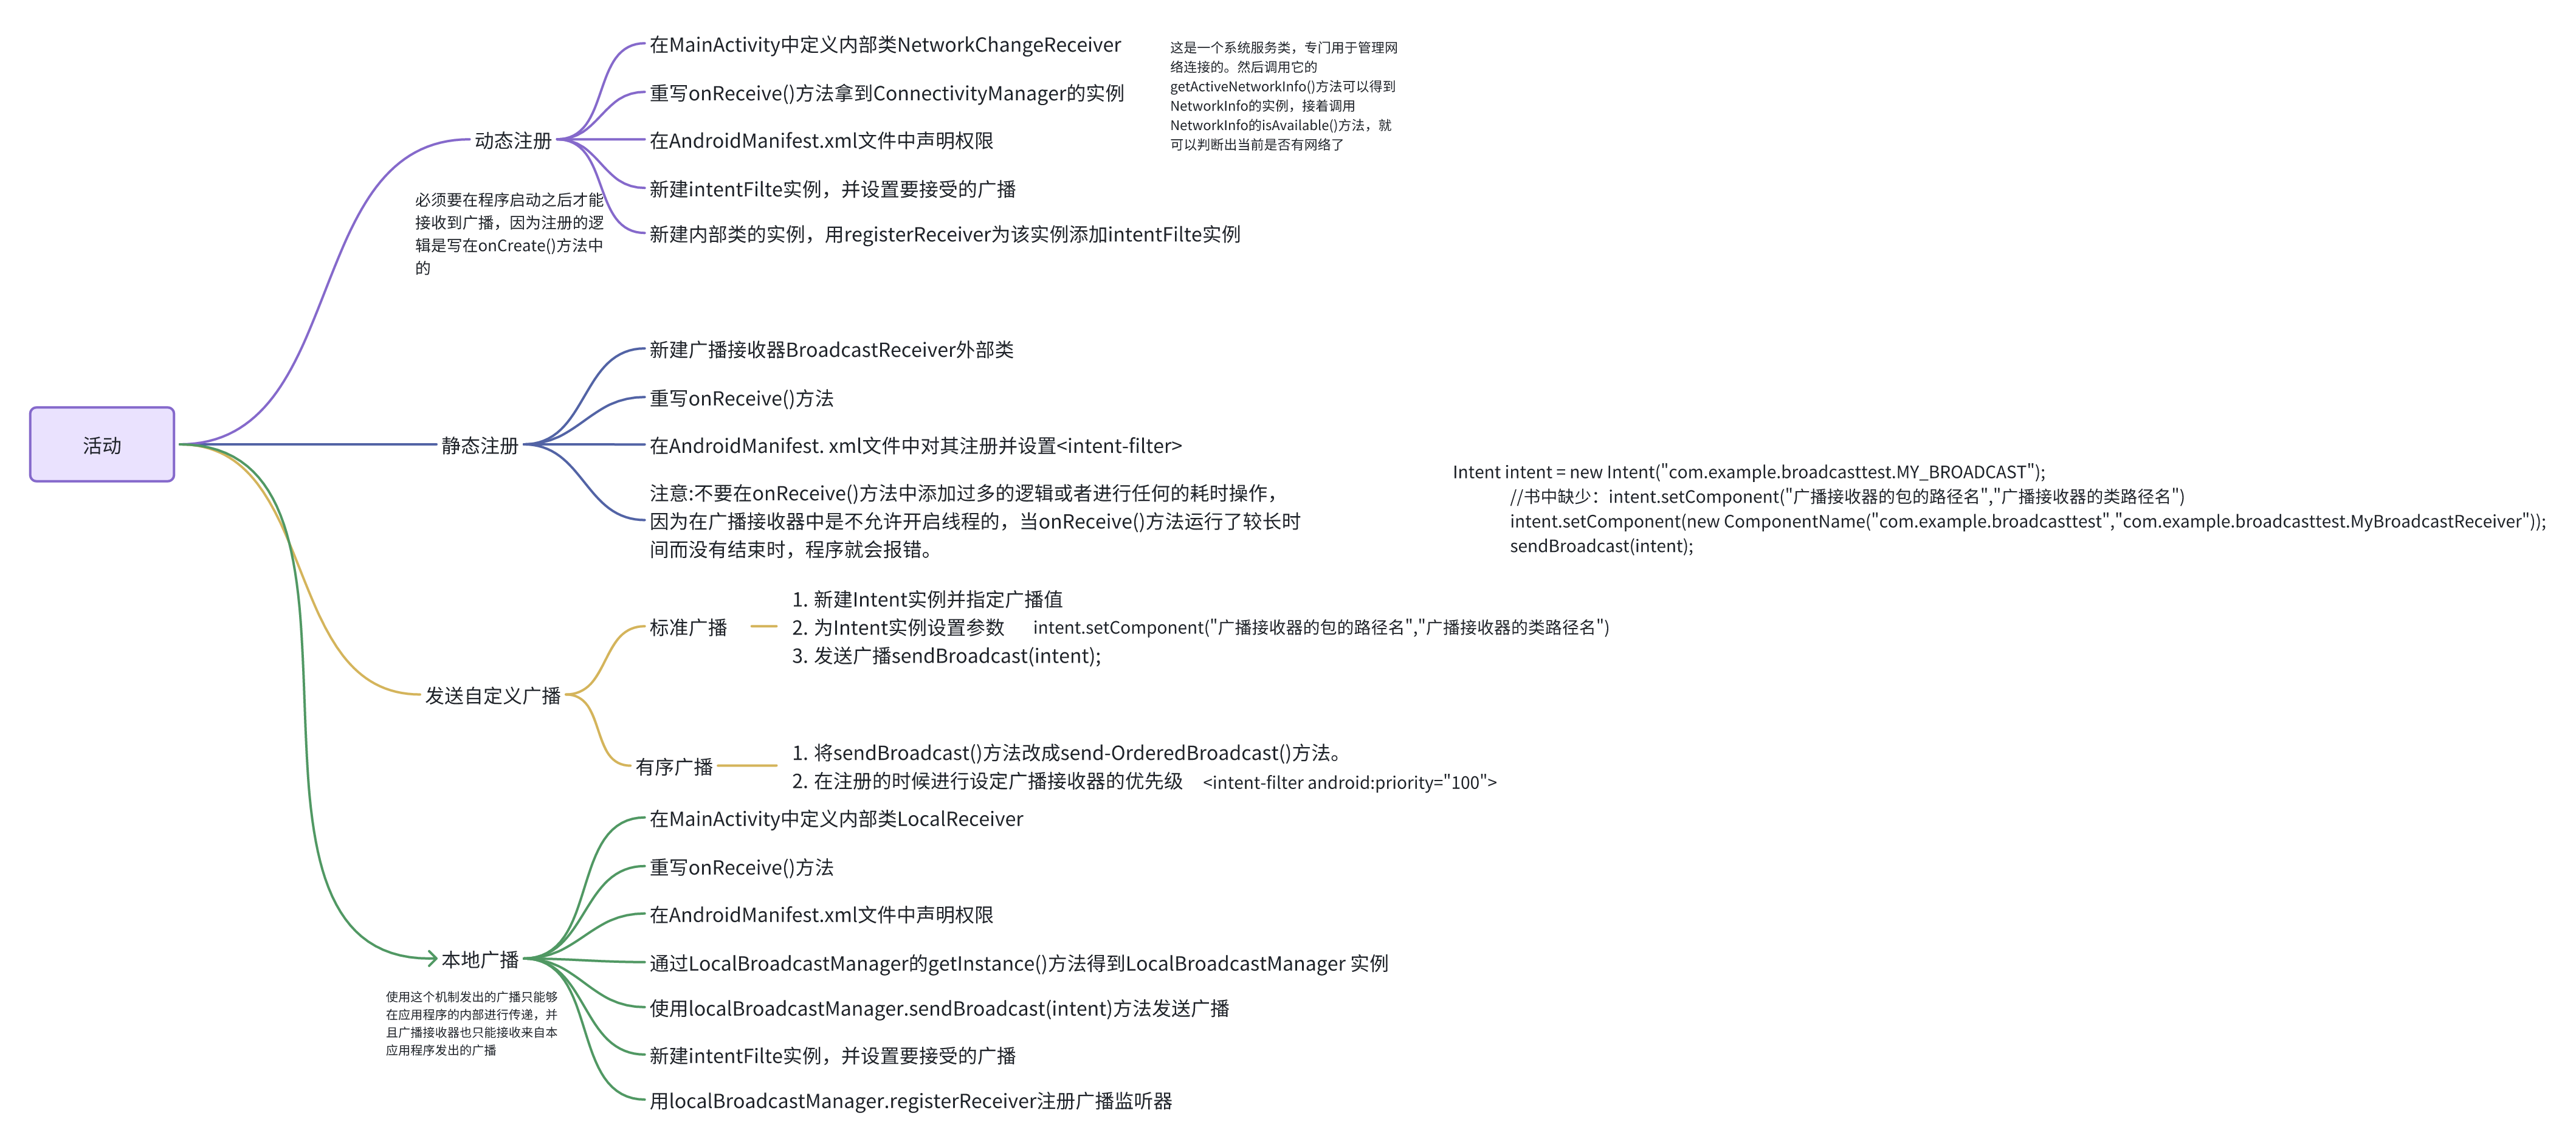 在MainActivity中定义内部类NetworkChangeReceiver
重写onReceive()方法拿到ConnectivityManager的实例
这是一个系统服务类，专门用于管理网
络连接的。然后调用它的
getActiveNetworkInfo()方法可以得到
NetworkInfo的实例，接着调用
NetworkInfo的isAvailable()方法，就
可以判断出当前是否有网络了
动态注册
在AndroidManifest.xml文件中声明权限
新建intentFilte实例，并设置要接受的广播
新建内部类的实例，用registerReceiver为该实例添加intentFilte实例
必须要在程序启动之后才能
接收到广播，因为注册的逻
辑是写在onCreate()方法中
的
新建广播接收器BroadcastReceiver外部类
重写onReceive()方法
活动
静态注册
在AndroidManifest. xml文件中对其注册并设置<intent-filter>
注意:不要在onReceive()方法中添加过多的逻辑或者进行任何的耗时操作，
因为在广播接收器中是不允许开启线程的，当onReceive()方法运行了较长时
间而没有结束时，程序就会报错。
Intent intent = new Intent("com.example.broadcasttest.MY_BROADCAST");
//书中缺少：intent.setComponent("广播接收器的包的路径名","广播接收器的类路径名")
intent.setComponent(new ComponentName("com.example.broadcasttest","com.example.broadcasttest.MyBroadcastReceiver"));
sendBroadcast(intent);
发送自定义广播
标准广播
1. 新建Intent实例并指定广播值
2. 为Intent实例设置参数 intent.setComponent("广播接收器的包的路径名","广播接收器的类路径名")
3. 发送广播sendBroadcast(intent);
有序广播
1. 将sendBroadcast()方法改成send-OrderedBroadcast()方法。
2. 在注册的时候进行设定广播接收器的优先级 <intent-filter android:priority="100">
在MainActivity中定义内部类LocalReceiver
重写onReceive()方法
在AndroidManifest.xml文件中声明权限
本地广播
通过LocalBroadcastManager的getInstance()方法得到LocalBroadcastManager 实例
使用localBroadcastManager.sendBroadcast(intent)方法发送广播
新建intentFilte实例，并设置要接受的广播
用localBroadcastManager.registerReceiver注册广播监听器
使用这个机制发出的广播只能够
在应用程序的内部进行传递，并
且广播接收器也只能接收来自本
应用程序发出的广播